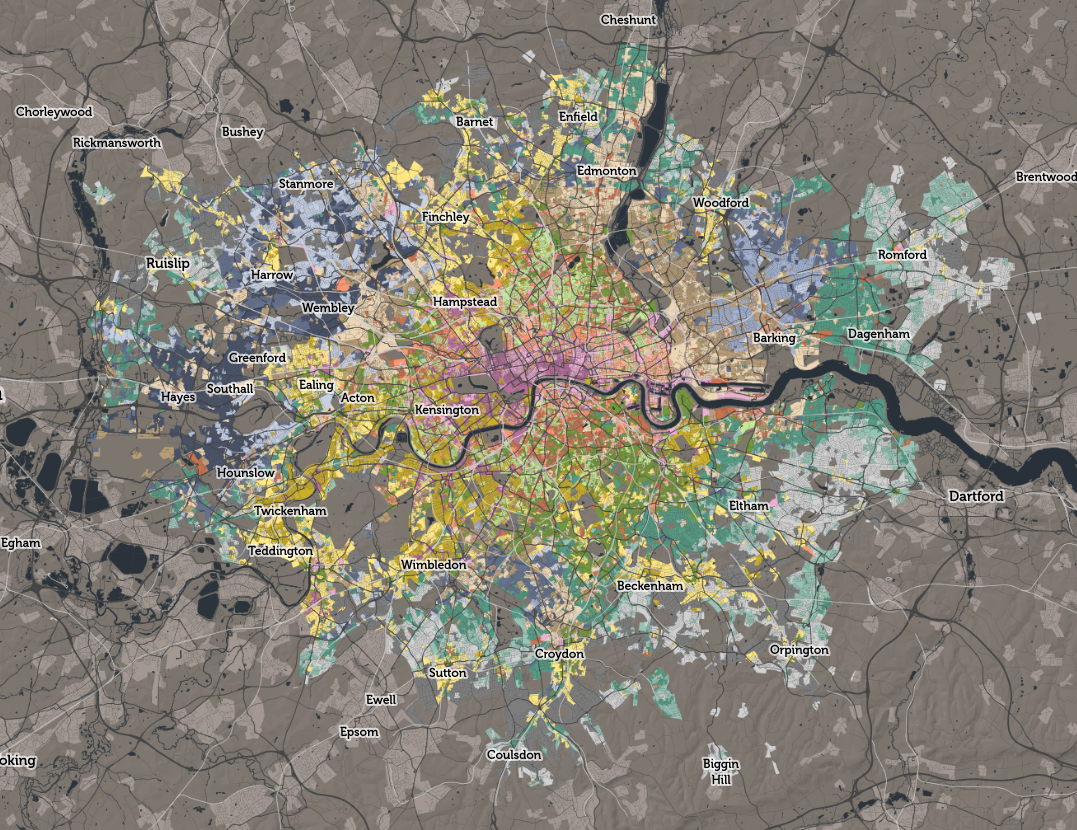 Cheshunt
Chorleywood
Enfield
Barnet
Bushey
Rickmansworth
Edmonton
Brentwood
Stanmore
Woodford
Finchley
Romford
Ruislip
Harrow
Hampstead
Wembley
Barking
Dagenham
Greenford
Ealing
Southall
Hayes
Acton
Kensington
Hounslow
Dartford
Eltham
Twickenham
Egham
Teddington
Wimbledon
Beckenham
Orpington
Croydon
Sutton
Ewell
Epsom
Coulsdon
oking
Biggin
Hill